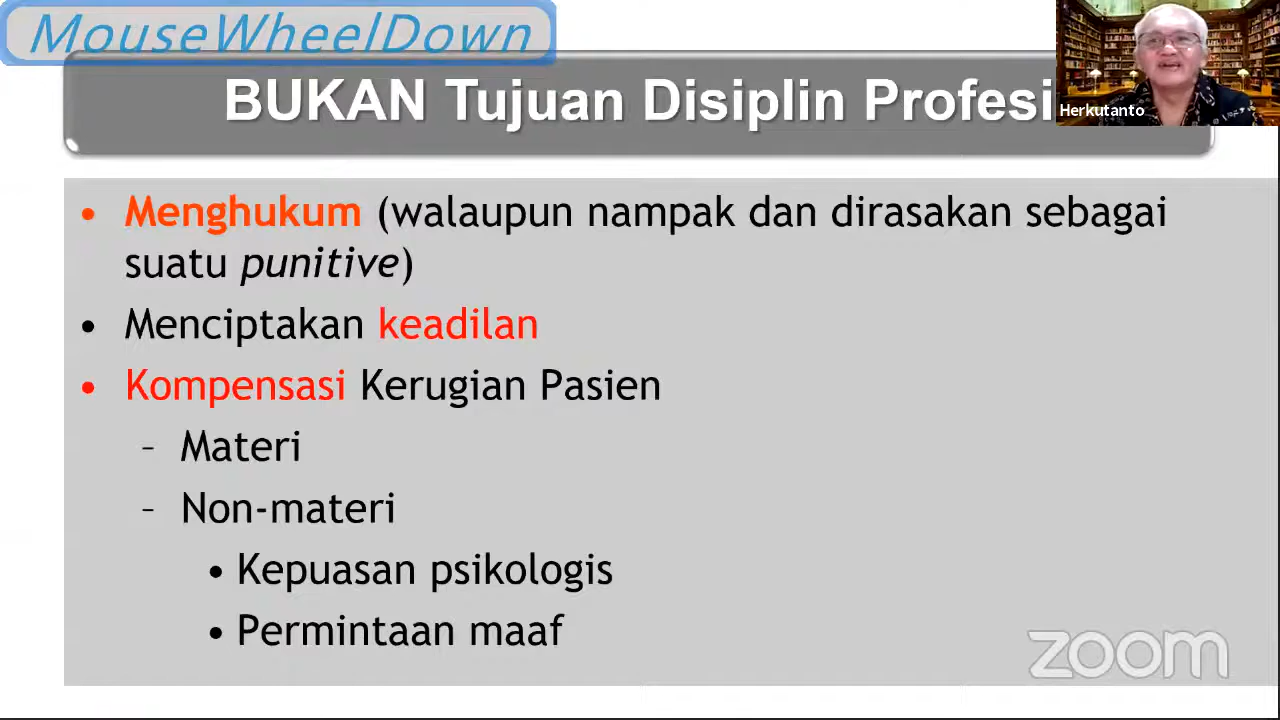 MouseWheelDown
BUKAN Tujuan Disiplin Profesi
Herkutanto
• Menghukum (walaupun nampak dan dirasakan sebagai
suatu punitive)
• Menciptakan keadilan
• Kompensasi Kerugian Pasien
– Materi
– Non-materi
• Kepuasan psikologis
• Permintaan maaf
zoom